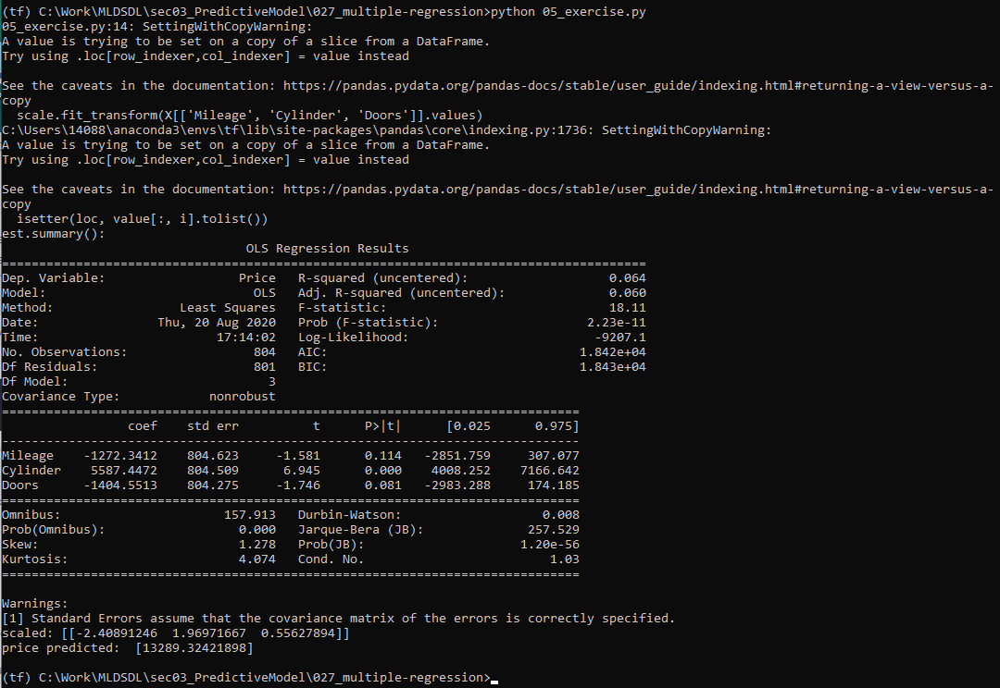 (tf) C:\Work\MLDSDL\sec03_PredictiveModel\027_multiple-regression>python 05_exercise.py
05_exercise.py:14: SettingWithCopyWarning:
A value is trying to be set on a copy of a slice from a DataFrame.
Try using .loc[row_indexer,col_indexer] = value instead

See the caveats in the documentation: https://pandas.pydata.org/pandas-docs/stable/user_guide/indexing.html#returning-a-view-versus-a-
copy
  scale.fit_transform(X[['Mileage', 'Cylinder', 'Doors']].values)
C:\Users\14088\anaconda3\envs\tf\lib\site-packages\pandas\core\indexing.py:1736: SettingWithCopyWarning:
A value is trying to be set on a copy of a slice from a DataFrame.
Try using .loc[row_indexer,col_indexer] = value instead

See the caveats in the documentation: https://pandas.pydata.org/pandas-docs/stable/user_guide/indexing.html#returning-a-view-versus-a-
copy
  isetter(loc, value[:, i].tolist())
est.summary():
                                 OLS Regression Results
=======================================================================================
Dep. Variable:                  Price   R-squared (uncentered):                   0.064
Model:                            OLS   Adj. R-squared (uncentered):              0.060
Method:                 Least Squares   F-statistic:                              18.11
Date:                Thu, 20 Aug 2020   Prob (F-statistic):                    2.23e-11
Time:                        17:14:02   Log-Likelihood:                         -9207.1
No. Observations:                 804   AIC:                                  1.842e+04
Df Residuals:                     801   BIC:                                  1.843e+04
Df Model:                           3
Covariance Type:            nonrobust
==============================================================================
                 coef    std err          t      P>|t|      [0.025      0.975]
------------------------------------------------------------------------------
Mileage    -1272.3412    804.623     -1.581      0.114   -2851.759     307.077
Cylinder    5587.4472    804.509      6.945      0.000    4008.252    7166.642
Doors      -1404.5513    804.275     -1.746      0.081   -2983.288     174.185
==============================================================================
Omnibus:                      157.913   Durbin-Watson:                   0.008
Prob(Omnibus):                  0.000   Jarque-Bera (JB):              257.529
Skew:                           1.278   Prob(JB):                     1.20e-56
Kurtosis:                       4.074   Cond. No.                         1.03
==============================================================================

Warnings:
[1] Standard Errors assume that the covariance matrix of the errors is correctly specified.
scaled: [[-2.40891246  1.96971667  0.55627894]]
price predicted:  [13289.32421898]

(tf) C:\Work\MLDSDL\sec03_PredictiveModel\027_multiple-regression>